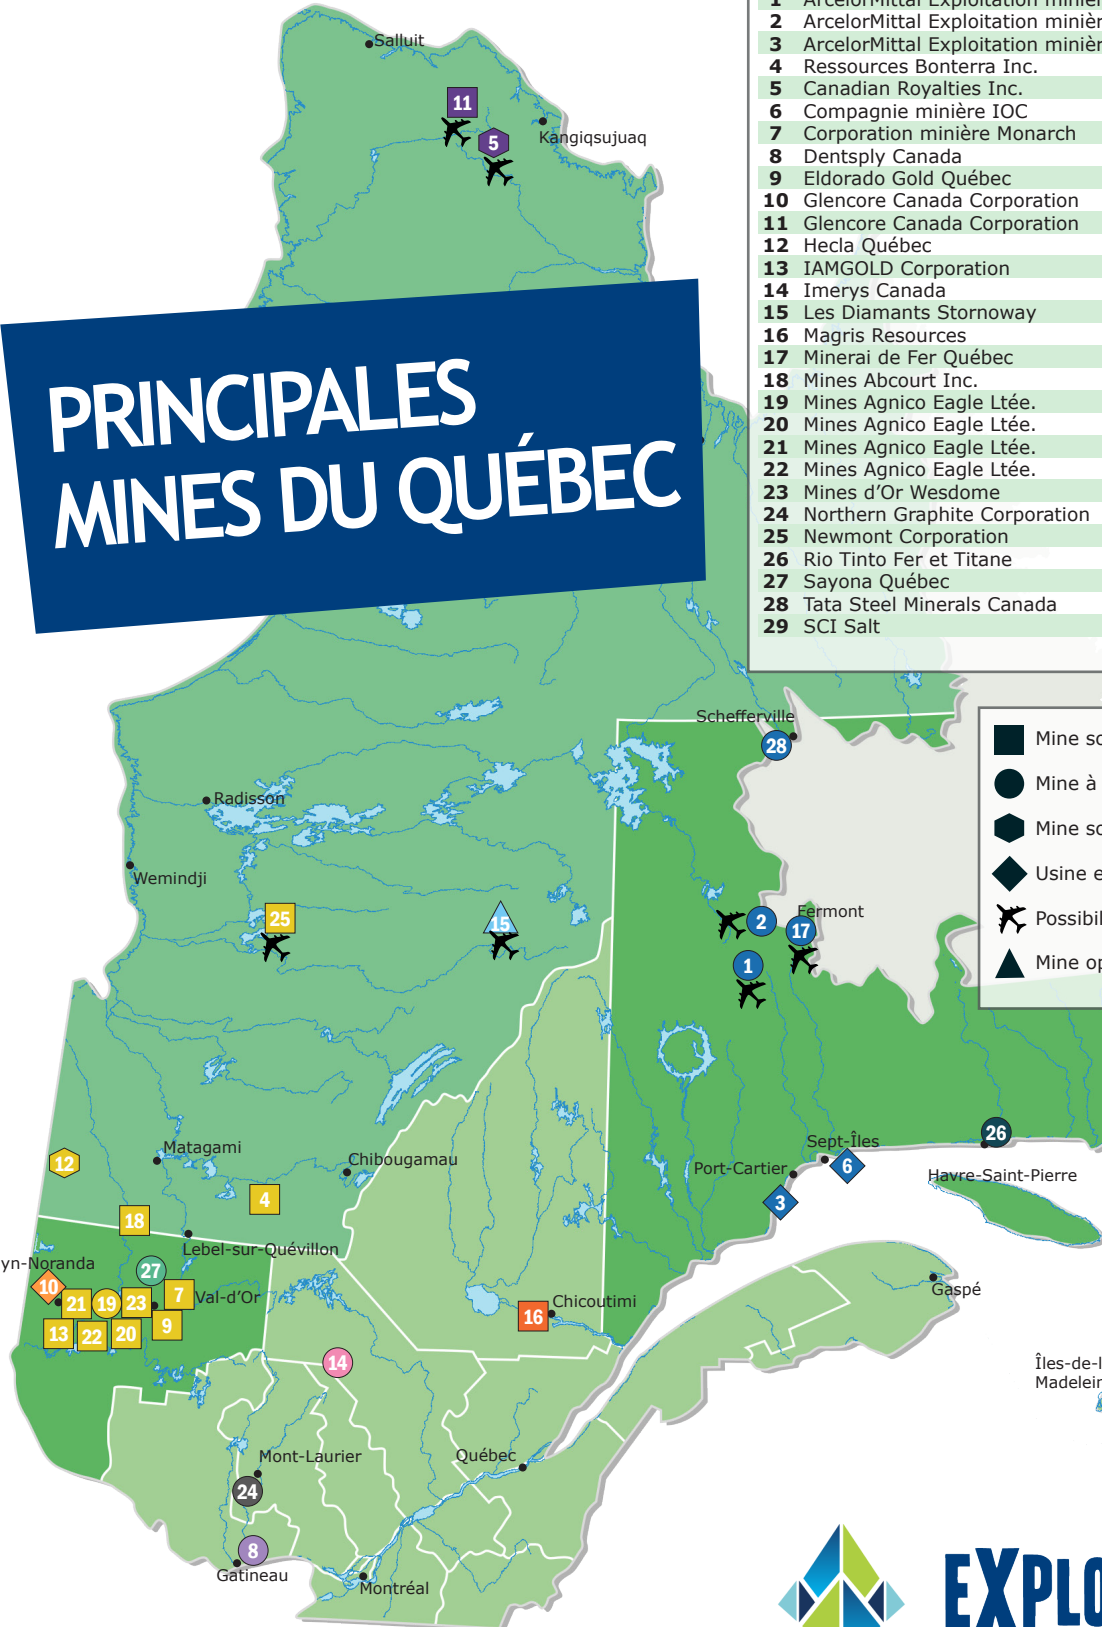 1 ArcelorMittal Exploitation minièr
2 ArcelorMittal Exploitation minièr
3 ArcelorMittal Exploitation minièr
4 Ressources Bonterra Inc.
5 Canadian Royalties Inc.
6 Compagnie minière IOC
7 Corporation minière Monarch
8 Dentsply Canada
9 Eldorado Gold Québec
10 Glencore Canada Corporation
11 Glencore Canada Corporation
12 Hecla Québec
13 IAMGOLD Corporation
14 Imerys Canada
15 Les Diamants Stornoway
16 Magris Resources
17 Minerai de Fer Québec
18 Mines Abcourt Inc.
19 Mines Agnico Eagle Ltée.
20 Mines Agnico Eagle Ltée.
21 Mines Agnico Eagle Ltée.
22 Mines Agnico Eagle Ltée.
23 Mines d’Or Wesdome
24 Northern Graphite Corporation
25 Newmont Corporation
26 Rio Tinto Fer et Titane
27 Sayona Québec
28 Tata Steel Minerals Canada
29 SCI Salt
Salluit
11
5
Kangiqsujuaq
PRINCIPALES
MINES DU QUÉBEC
Schefferville
28
Mine so
Mine à
Mine so
Usine e
Possibil
Mine op
Radisson
Wemindji
25
15
2
Fermont
17
1
Matagami
12
Chibougamau
4
18
Lebel-sur-Quévillon
26
Sept-Îles
6
Port-Cartier
3
Havre-Saint-Pierre
yn-Noranda
27
10
21
19
23
7
Val-d’Or
13
22
20
9
Chicoutimi
16
Gaspé
14
Îles-de-l
Madelein
Mont-Laurier
24
Québec
8
Gatineau
Montréal
EXPLO